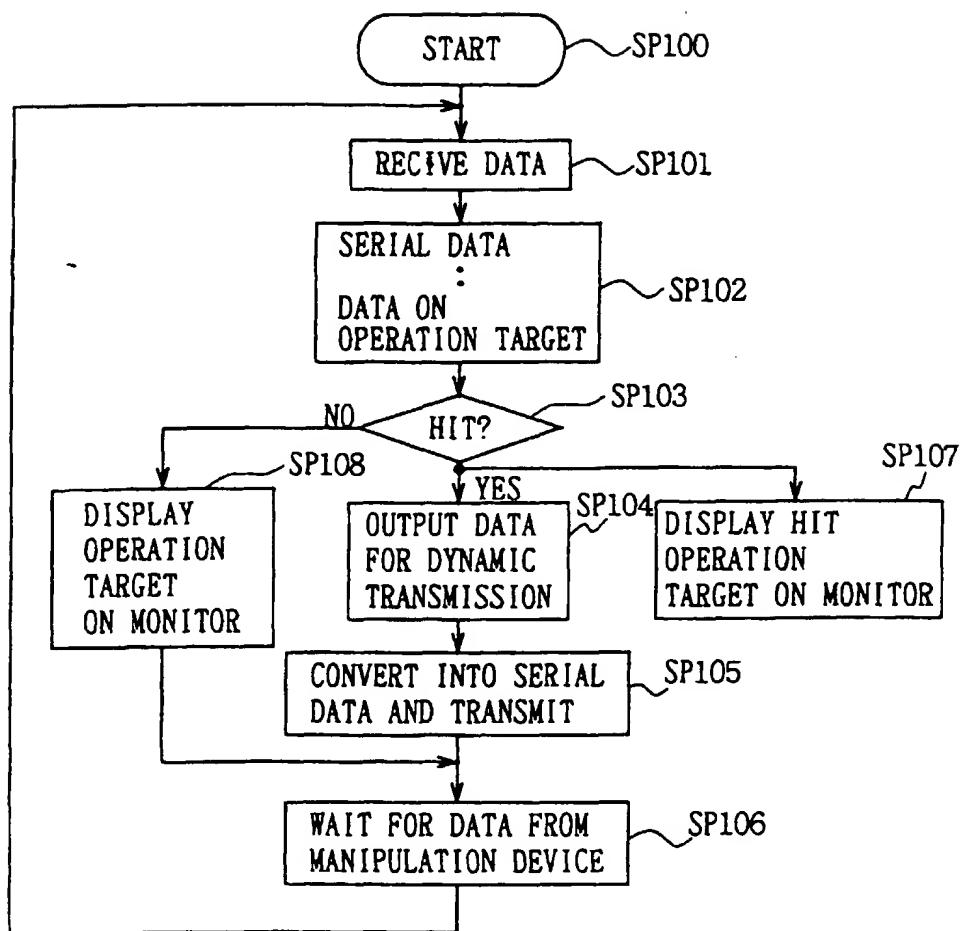 START
SP100
RECIVE DATA
SP101
SERIAL DATA
DATA ON
OPERATION TARGET
SP102
HIT?
SP103
NO
YES
SP108
DISPLAY
OPERATION
TARGET
ON MONITOR
SP104
OUTPUT DATA
FOR DYNAMIC
TRANSMISSION
SP107
DISPLAY HIT
OPERATION
TARGET ON MONITOR
CONVERT INTO SERIAL
DATA AND TRANSMIT
SP105
WAIT FOR DATA FROM
MANIPULATION DEVICE
SP106